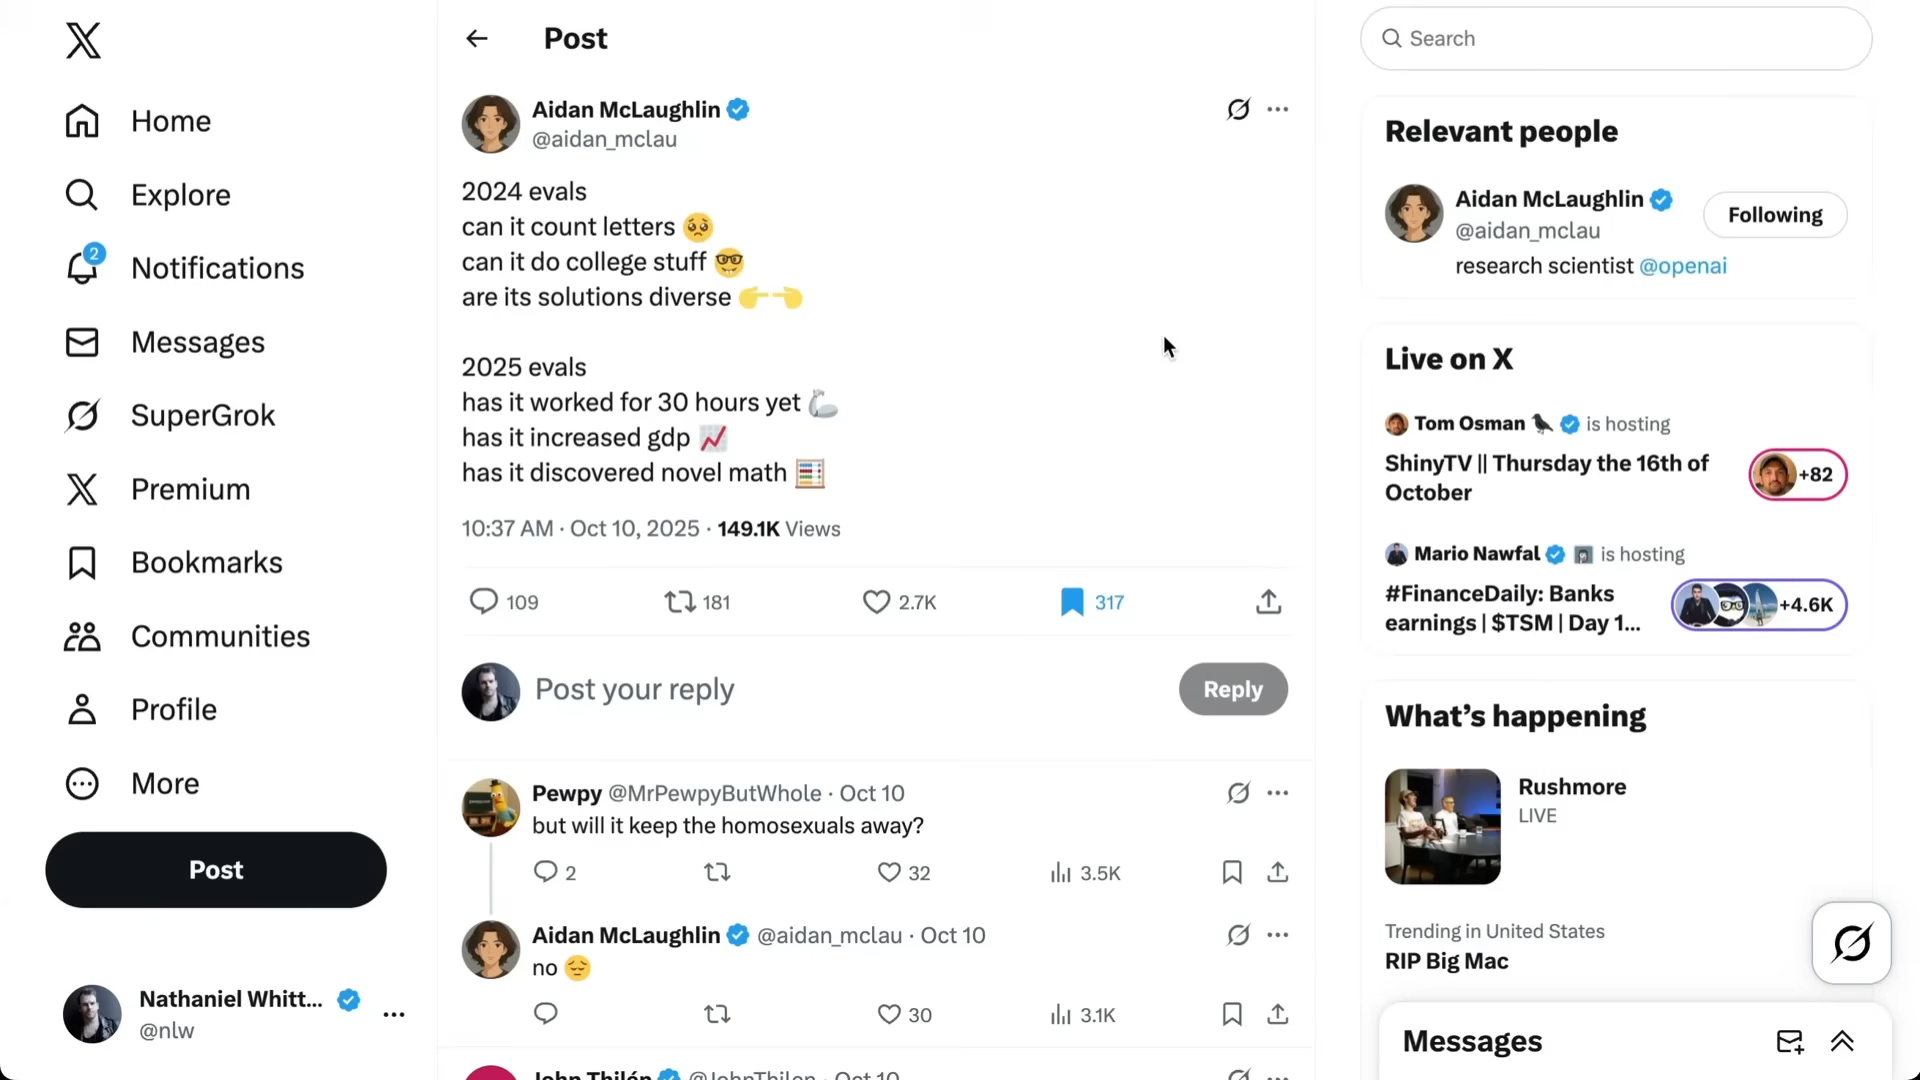 Home
Explore
2
Notifications
Messages
SuperGrok
Premium
Bookmarks
Communities
Profile
More
Post
Nathaniel Whitt...
@nlw
Post
Aidan McLaughlin
@aidan_mclau
2024 evals
can it count letters 🥺
can it do college stuff 🤓
are its solutions diverse 👉👈
2025 evals
has it worked for 30 hours yet 🦾
has it increased gdp 📈
has it discovered novel math 🧮
10:37 AM · Oct 10, 2025 · 149.1K Views
109 181 2.7K 317
Post your reply
Reply
Pewpy @MrPewpyButWhole · Oct 10
but will it keep the homosexuals away?
2 32 3.5K
Aidan McLaughlin @aidan_mclau · Oct 10
no 😔
30 3.1K
John Thilén @JohnThilen · Oct 10
Search
Relevant people
Aidan McLaughlin
@aidan_mclau
Following
research scientist @openai
Live on X
Tom Osman 🐦‍⬛ is hosting
ShinyTV || Thursday the 16th of
October
+82
Mario Nawfal is hosting
#FinanceDaily: Banks
earnings | $TSM | Day 1...
+4.6K
What's happening
Rushmore
LIVE
Trending in United States
RIP Big Mac
Messages